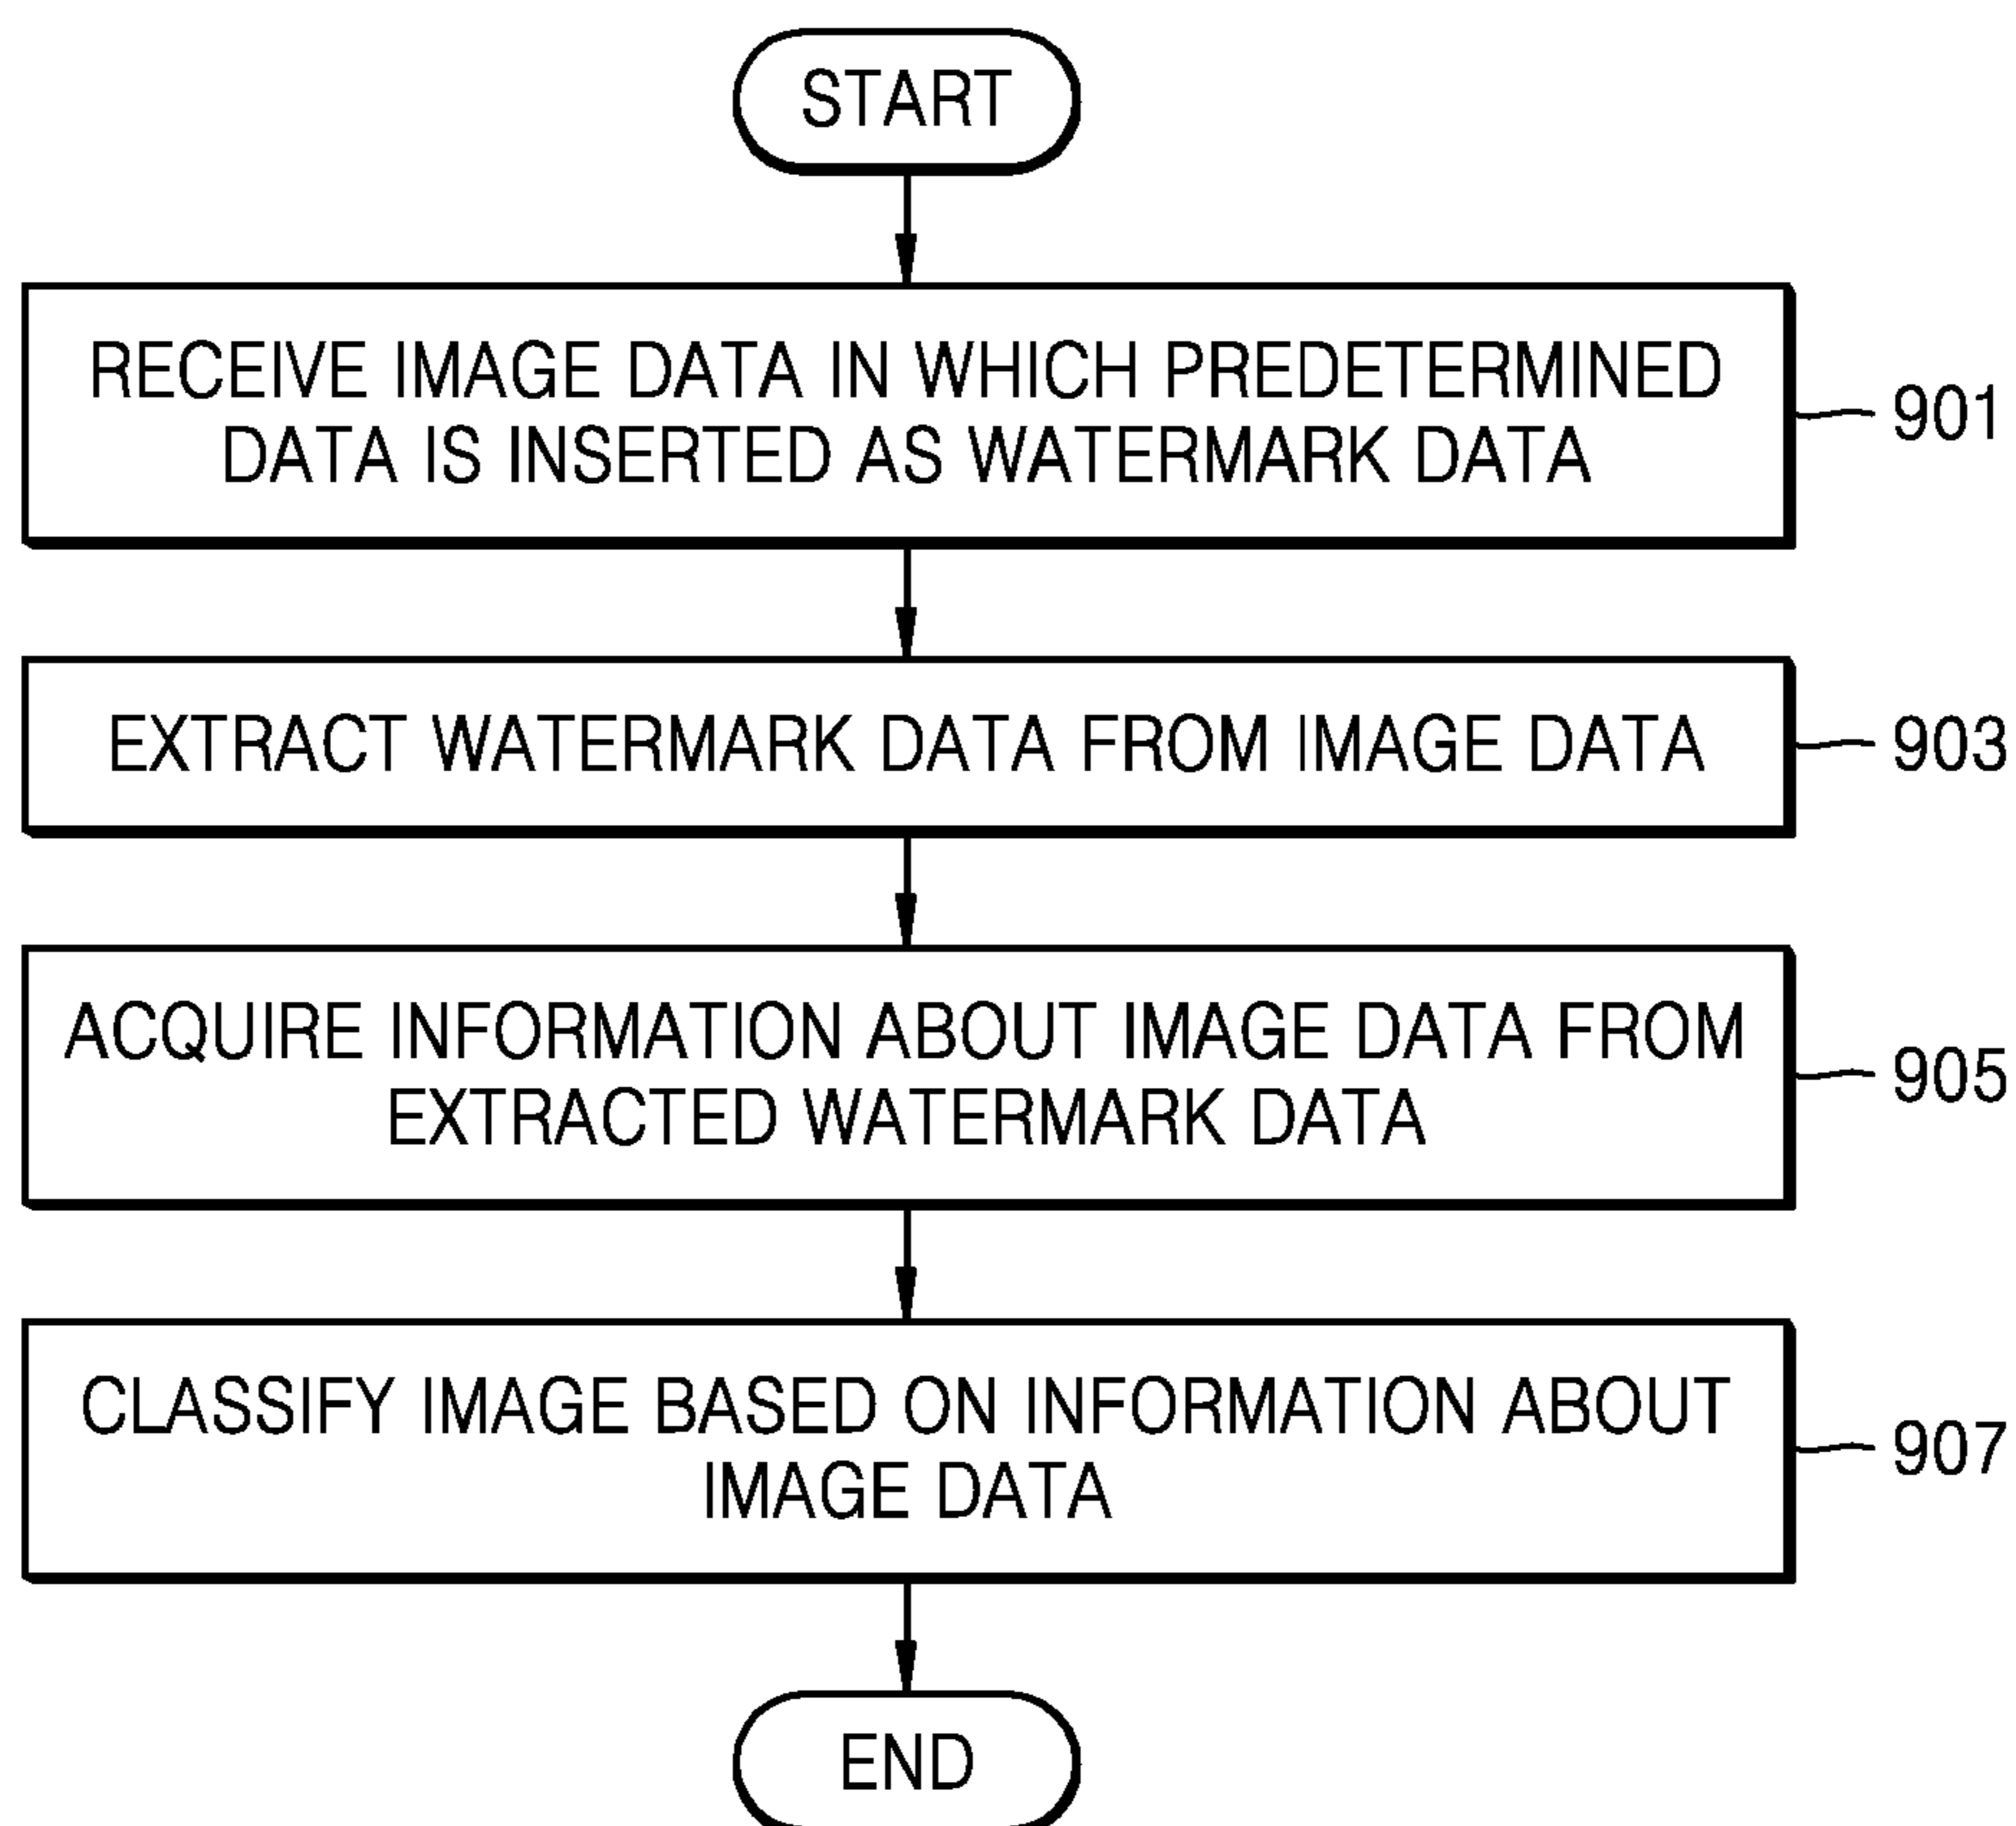 START
RECEIVE IMAGE DATA IN WHICH PREDETERMINED
DATA IS INSERTED AS WATERMARK DATA
901
EXTRACT WATERMARK DATA FROM IMAGE DATA
903
ACQUIRE INFORMATION ABOUT IMAGE DATA FROM
EXTRACTED WATERMARK DATA
905
CLASSIFY IMAGE BASED ON INFORMATION ABOUT
IMAGE DATA
907
END